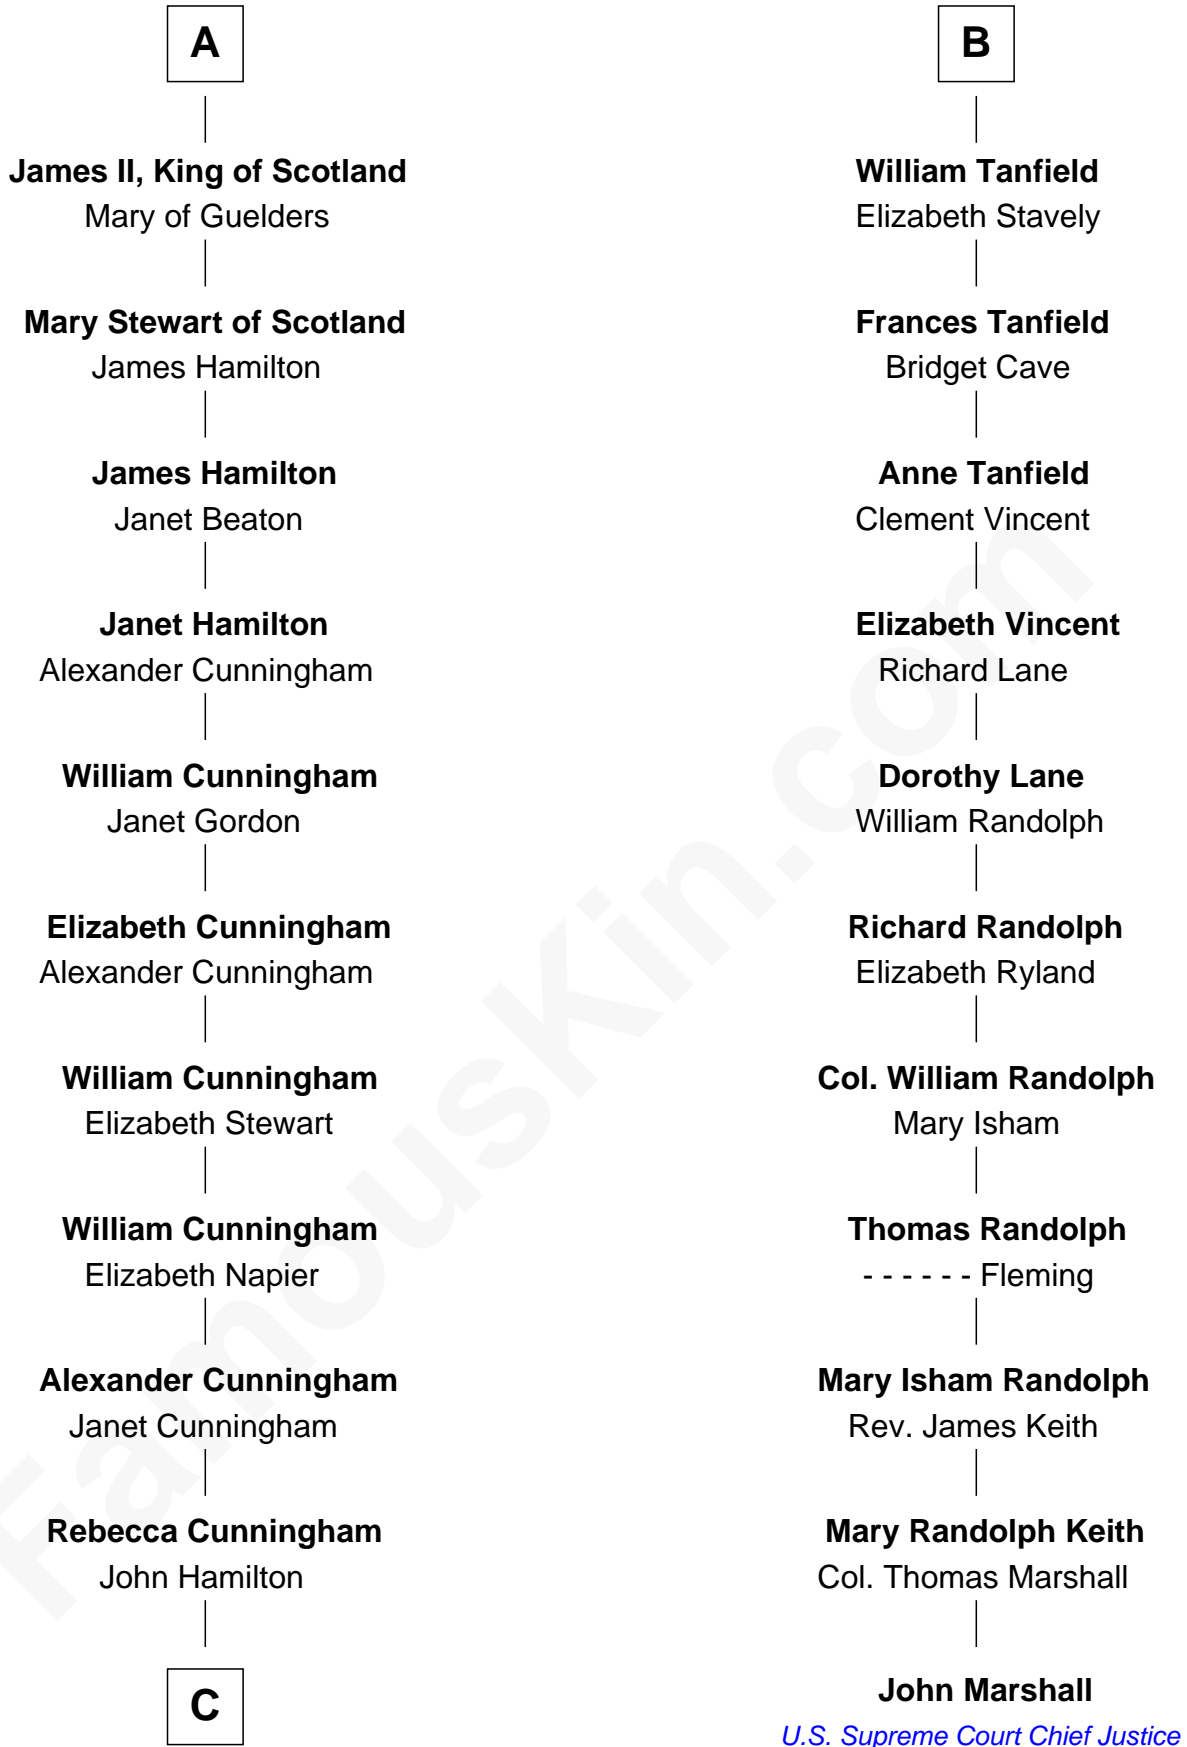 A
James II, King of Scotland
Mary of Guelders
Mary Stewart of Scotland
James Hamilton
James Hamilton
Janet Beaton
Janet Hamilton
Alexander Cunningham
William Cunningham
Janet Gordon
Elizabeth Cunningham
Alexander Cunningham
William Cunningham
Elizabeth Stewart
William Cunningham
Elizabeth Napier
Alexander Cunningham
Janet Cunningham
Rebecca Cunningham
John Hamilton
C
B
William Tanfield
Elizabeth Stavely
Frances Tanfield
Bridget Cave
Anne Tanfield
Clement Vincent
Elizabeth Vincent
Richard Lane
Dorothy Lane
William Randolph
Richard Randolph
Elizabeth Ryland
Col. William Randolph
Mary Isham
Thomas Randolph
- - - - - - Fleming
Mary Isham Randolph
Rev. James Keith
Mary Randolph Keith
Col. Thomas Marshall
John Marshall
U.S. Supreme Court Chief Justice
FamousKin.com